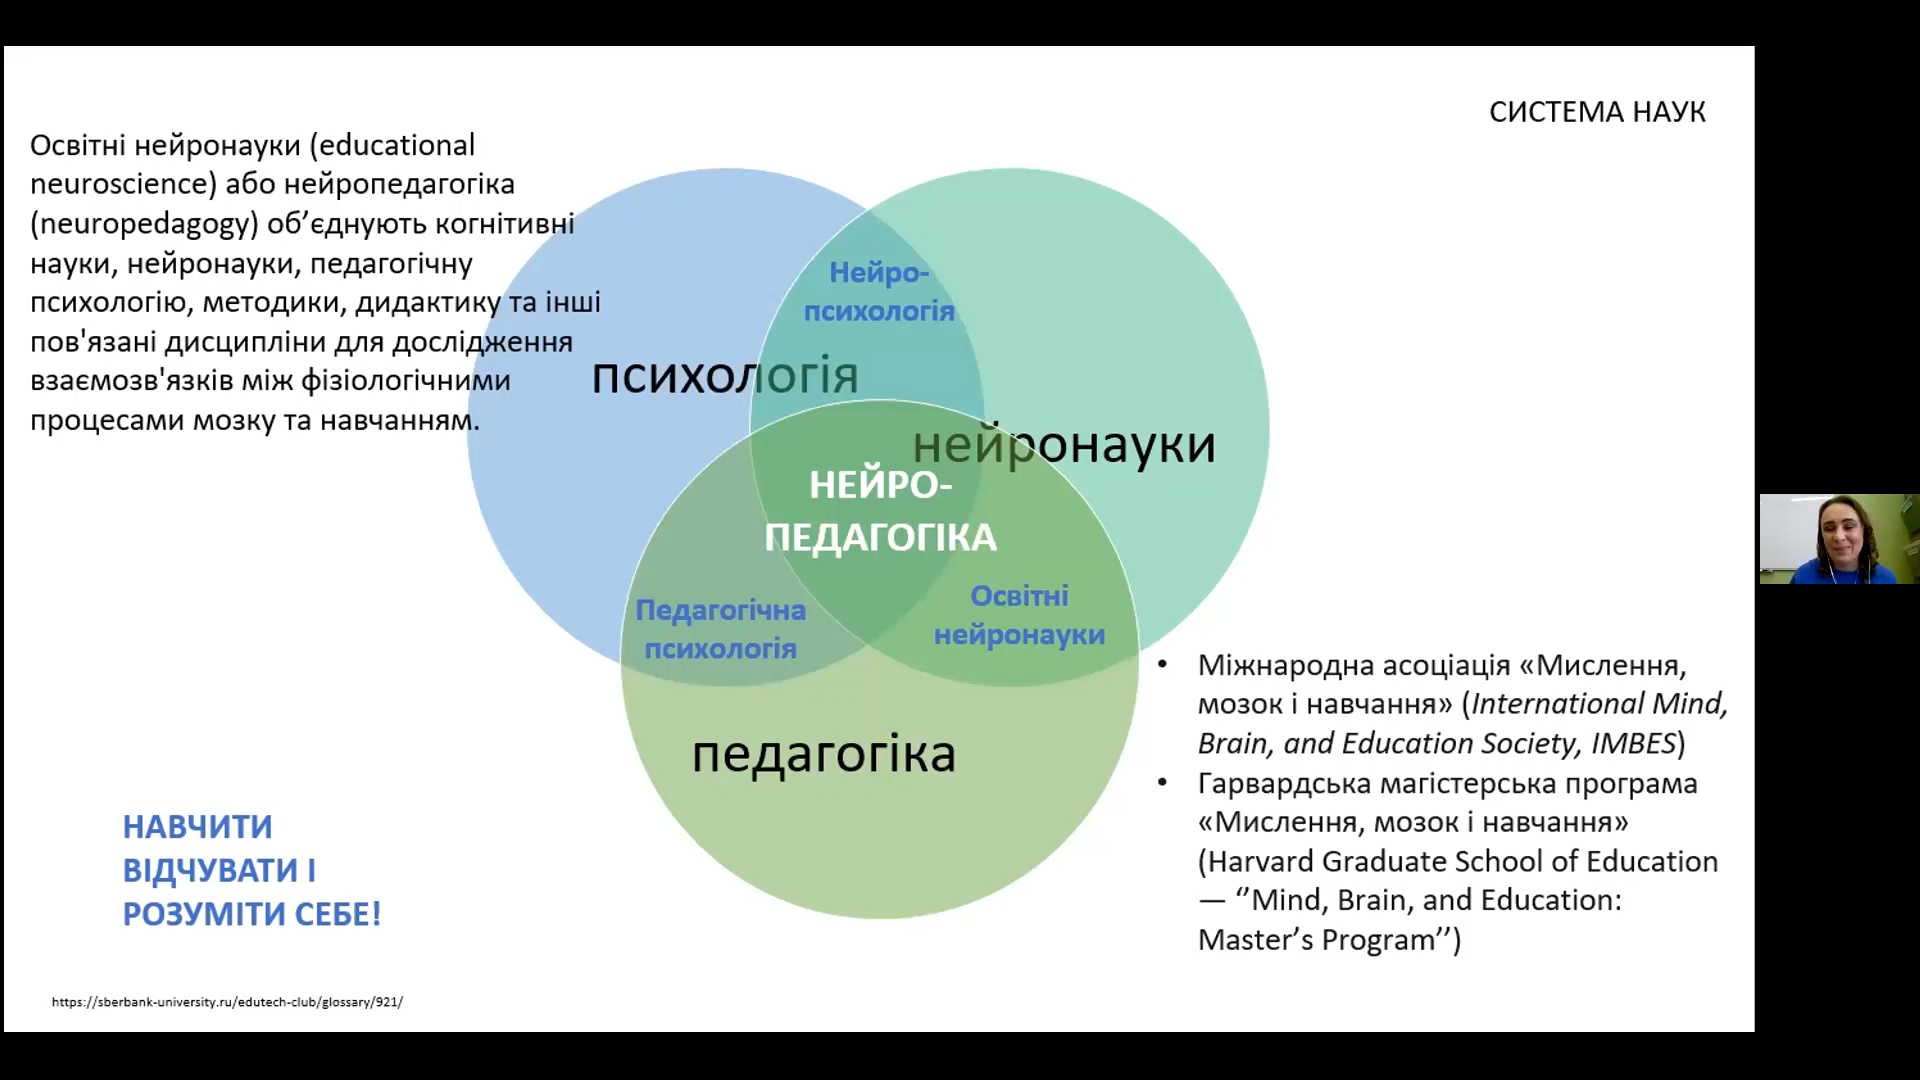 СИСТЕМА НАУК
Освітні нейронауки (educational
neuroscience) або нейропедагогіка
(neuropedagogy) об’єднують когнітивні
науки, нейронауки, педагогічну
психологію, методики, дидактику та інші
пов'язані дисципліни для дослідження
взаємозв'язків між фізіологічними
процесами мозку та навчанням.
Нейро-
психологія
психологія
нейронауки
НЕЙРО-
ПЕДАГОГІКА
Педагогічна
психологія
Освітні
нейронауки
педагогіка
• Міжнародна асоціація «Мислення,
мозок і навчання» (International Mind,
Brain, and Education Society, IMBES)
• Гарвардська магістерська програма
«Мислення, мозок і навчання»
(Harvard Graduate School of Education
— ‘’Mind, Brain, and Education:
Master’s Program’’)
НАВЧИТИ
ВІДЧУВАТИ І
РОЗУМІТИ СЕБЕ!
https://sberbank-university.ru/edutech-club/glossary/921/